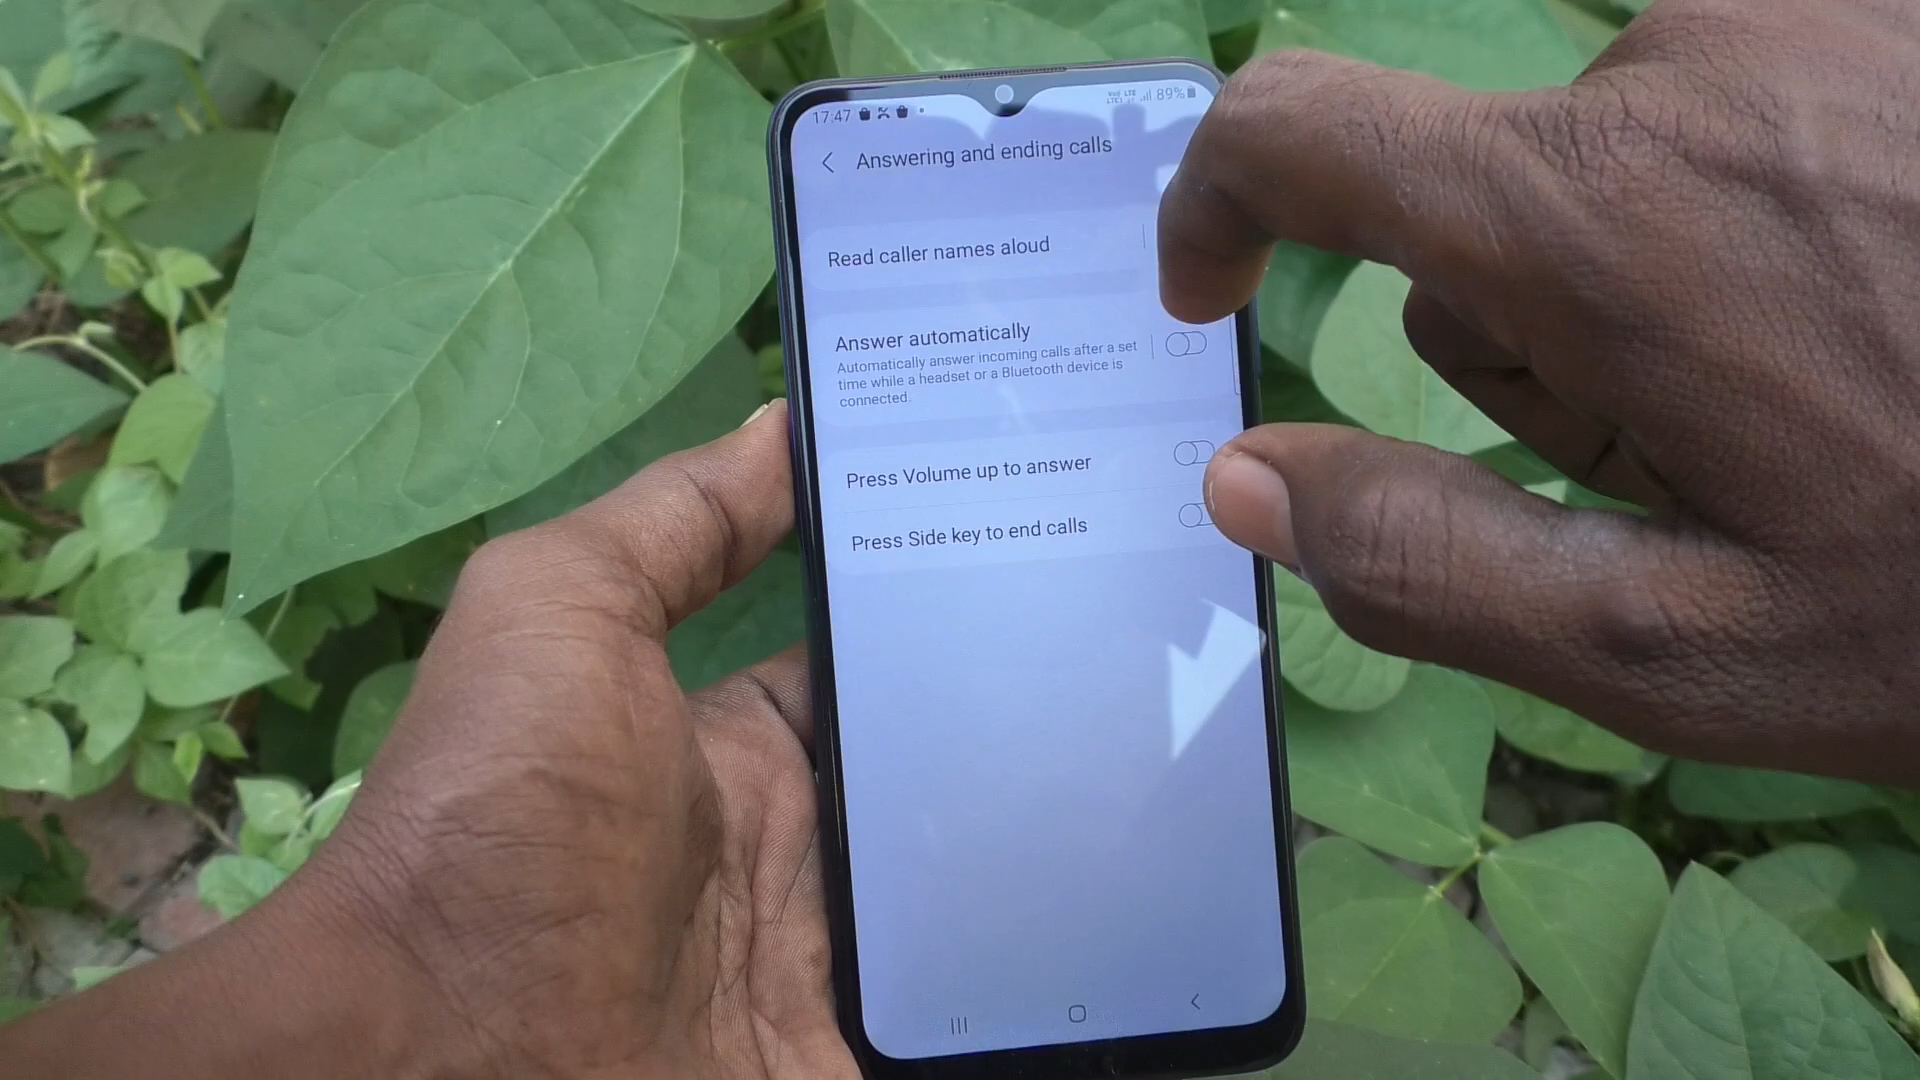 17:47 89%
Answering and ending calls
Read caller names aloud
Answer automatically
Automatically answer incoming calls after a set
time while a headset or a Bluetooth device is
connected.
Press Volume up to answer
Press Side key to end calls